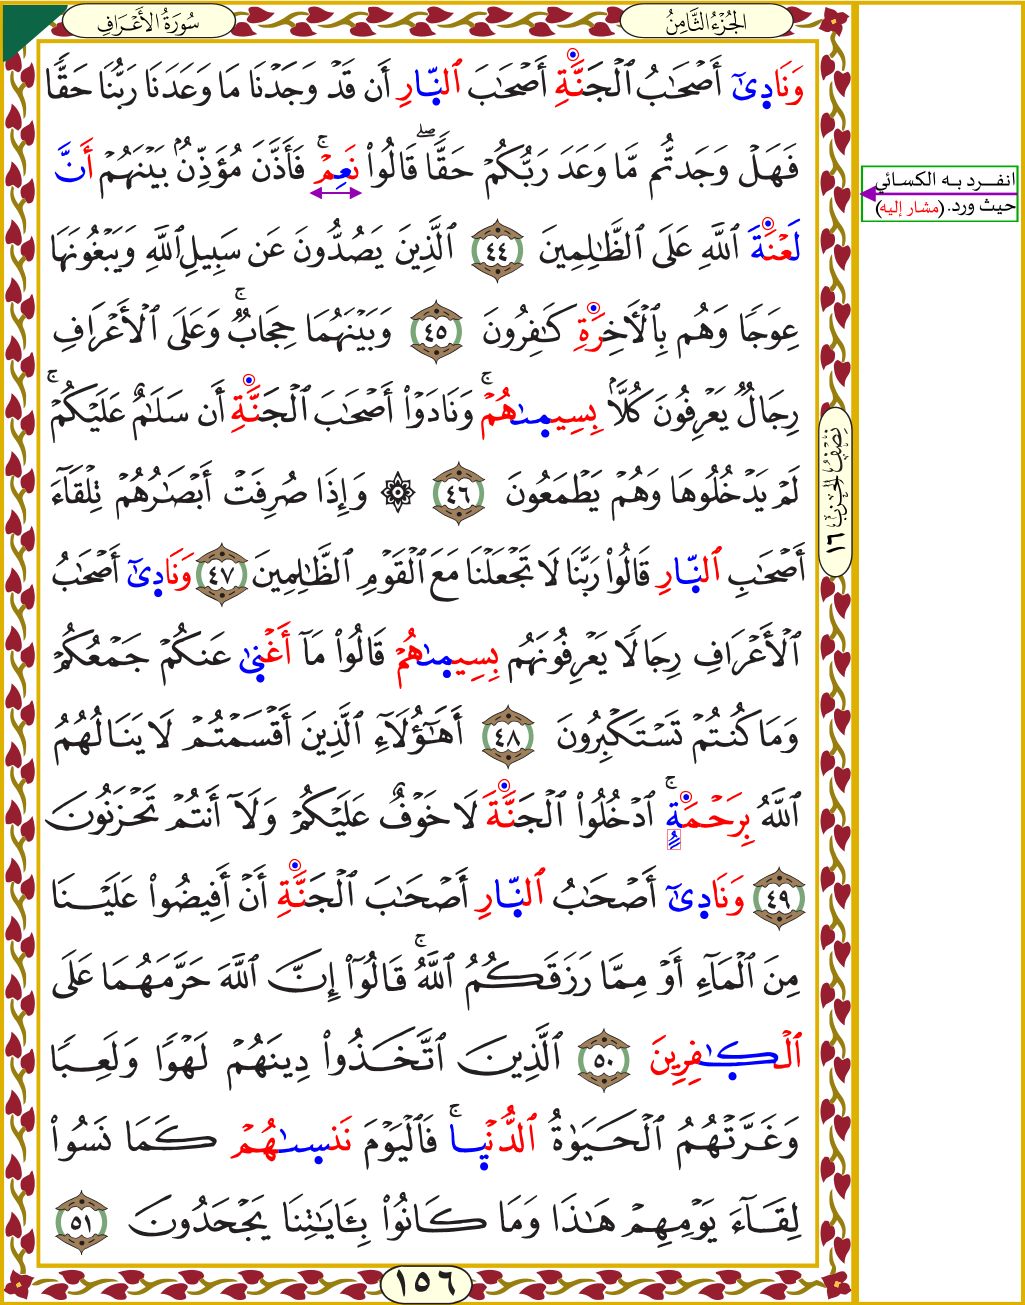 سُورَةُ الأَعْرَافِ
الجُزْءُ الثَّامِنُ
وَنَادِىٰٓ أَصۡحَٰبُ ٱلۡجَنَّةِ أَصۡحَٰبَ ٱلنِّارِ أَن قَدۡ وَجَدۡنَا مَا وَعَدَنَا رَبُّنَا حَقّٗا
فَهَلۡ وَجَدتُّم مَّا وَعَدَ رَبُّكُمۡ حَقّٗاۖ قَالُواْ نَعِمۡۚ فَأَذَّنَ مُؤَذِّنُۢ بَيۡنَهُمۡ أَنَّ
لَعۡنَةَ ٱللَّهِ عَلَى ٱلظَّٰلِمِينَ ٤٤ ٱلَّذِينَ يَصُدُّونَ عَن سَبِيلِ ٱللَّهِ وَيَبۡغُونَهَا
عِوَجٗا وَهُم بِٱلۡأٓخِرَةِ كَٰفِرُونَ ٤٥ وَبَيۡنَهُمَا حِجَابٞۚ وَعَلَى ٱلۡأَعۡرَافِ
رِجَالٞ يَعۡرِفُونَ كُلَّۢا بِسِيمِىٰهُمۡۚ وَنَادَوۡاْ أَصۡحَٰبَ ٱلۡجَنَّةِ أَن سَلَٰمٌ عَلَيۡكُمۡۚ
لَمۡ يَدۡخُلُوهَا وَهُمۡ يَطۡمَعُونَ ٤٦ ۞ وَإِذَا صُرِفَتۡ أَبۡصَٰرُهُمۡ تِلۡقَآءَ
أَصۡحَٰبِ ٱلنِّارِ قَالُواْ رَبَّنَا لَا تَجۡعَلۡنَا مَعَ ٱلۡقَوۡمِ ٱلظَّٰلِمِينَ ٤٧ وَنَادِىٰٓ أَصۡحَٰبُ
ٱلۡأَعۡرَافِ رِجَالٗا يَعۡرِفُونَهُم بِسِيمِىٰهُمۡ قَالُواْ مَآ أَغۡنِىٰ عَنكُمۡ جَمۡعُكُمۡ
وَمَا كُنتُمۡ تَسۡتَكۡبِرُونَ ٤٨ أَهَٰٓؤُلَآءِ ٱلَّذِينَ أَقۡسَمۡتُمۡ لَا يَنَالُهُمُ
ٱللَّهُ بِرَحۡمَةٍۚ ٱدۡخُلُواْ ٱلۡجَنَّةَ لَا خَوۡفٌ عَلَيۡكُمۡ وَلَآ أَنتُمۡ تَحۡزَنُونَ
٤٩ وَنَادِىٰٓ أَصۡحَٰبُ ٱلنِّارِ أَصۡحَٰبَ ٱلۡجَنَّةِ أَنۡ أَفِيضُواْ عَلَيۡنَا
مِنَ ٱلۡمَآءِ أَوۡ مِمَّا رَزَقَكُمُ ٱللَّهُۚ قَالُوٓاْ إِنَّ ٱللَّهَ حَرَّمَهُمَا عَلَى
ٱلۡكِٰفِرِينَ ٥٠ ٱلَّذِينَ ٱتَّخَذُواْ دِينَهُمۡ لَهۡوٗا وَلَعِبٗا
وَغَرَّتۡهُمُ ٱلۡحَيَوٰةُ ٱلدُّنۡيِاۚ فَٱلۡيَوۡمَ نَنسِىٰهُمۡ كَمَا نَسُواْ
لِقَآءَ يَوۡمِهِمۡ هَٰذَا وَمَا كَانُواْ بِـَٔايَٰتِنَا يَجۡحَدُونَ ٥١
انفرد به الكسائي
حيث ورد. (مشار إليه)
نِصْفُ الحِزْبِ ١٦
١٥٦